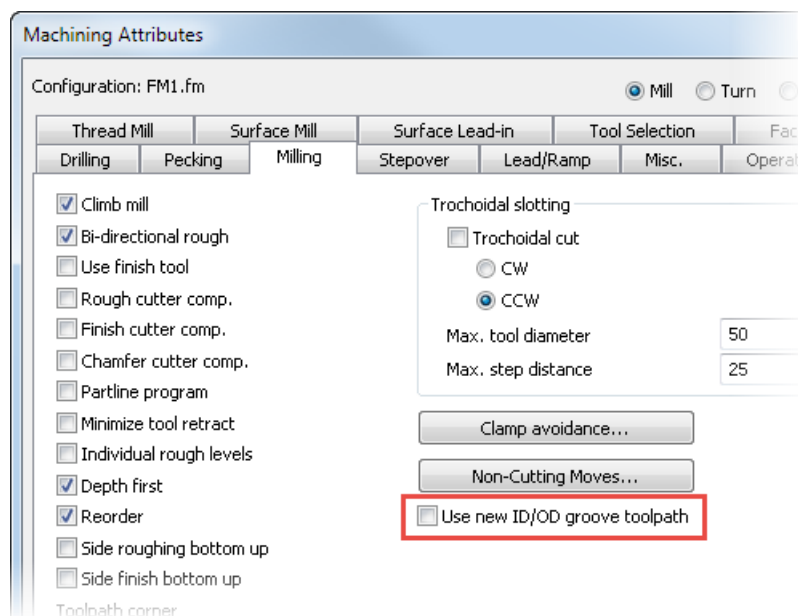 Machining Attributes
Configuration: FM1.fm
Mill
Turn
Thread Mill
Surface Mill
Surface Lead-in
Tool Selection
Drilling
Pecking
Milling
Stepover
Lead/Ramp
Misc.
Climb mill
Bi-directional rough
Use finish tool
Rough cutter comp.
Finish cutter comp.
Chamfer cutter comp.
Partline program
Minimize tool retract
Individual rough levels
Depth first
Reorder
Side roughing bottom up
Side finish bottom up
Toolpath corner
Trochoidal slotting
Trochoidal cut
CW
CCW
Max. tool diameter
50
Max. step distance
25
Clamp avoidance...
Non-Cutting Moves...
Use new ID/OD groove toolpath